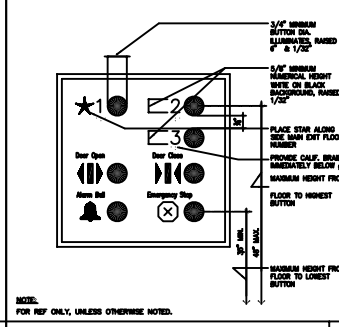 3/4" MINIMUM
BUTTON DIA.
ILLUMINATES, RAISED
& 1/32"
5/8" MINIMUM
NUMERICAL HEIGHT
WHITE ON BLACK
BACKGROUND, RAISED
1/32"
1
2
3
PLACE STAR ALONG
SIDE MAIN EXIT FLOOR
NUMBER
PROVIDE CALIF. BRAI
IMMEDIATELY BELOW
Door Open
Door Close
MAXIMUM HEIGHT FRO
FLOOR TO HIGHEST
BUTTON
Alarm Bell
Emergency Stop
35" MIN.
48" MAX.
MAXIMUM HEIGHT FRO
FLOOR TO LOWEST
BUTTON
NOTE:
FOR REF ONLY, UNLESS OTHERWISE NOTED.